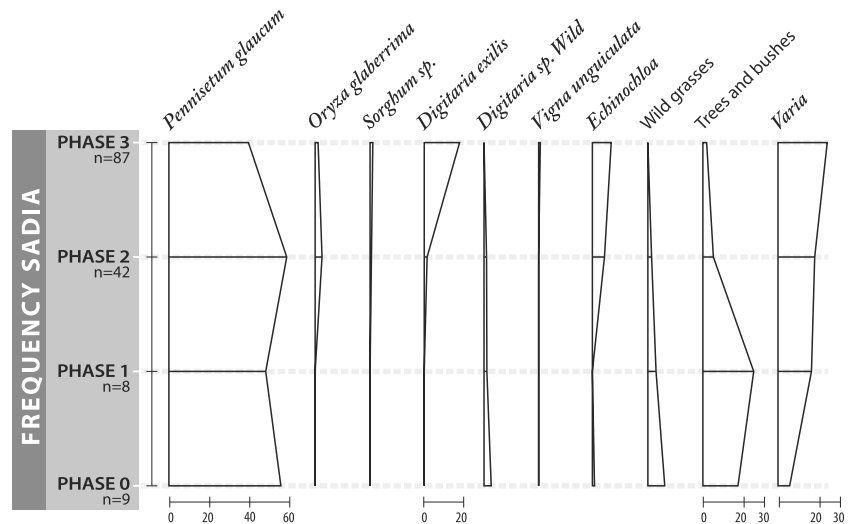 Pennisetum glaucum
Oryza glaberrima
Sorghum sp.
Digitaria exilis
Digitaria sp. Wild
Vigna unguiculata
Echinochloa
Wild grasses
Trees and bushes
Varia
FREQUENCY SADIA
PHASE 3
n=87
PHASE 2
n=42
PHASE 1
n=8
PHASE 0
n=9
0 20 40 60
0 20
0 20 30
0 20 30